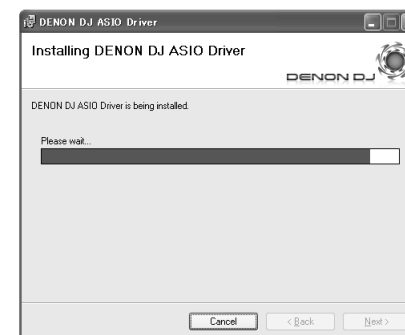 DENON DJ ASIO Driver
Installing DENON DJ ASIO Driver
DENON DJ
DENON DJ ASIO Driver is being installed.
Please wait...
Cancel
< Back
Next >